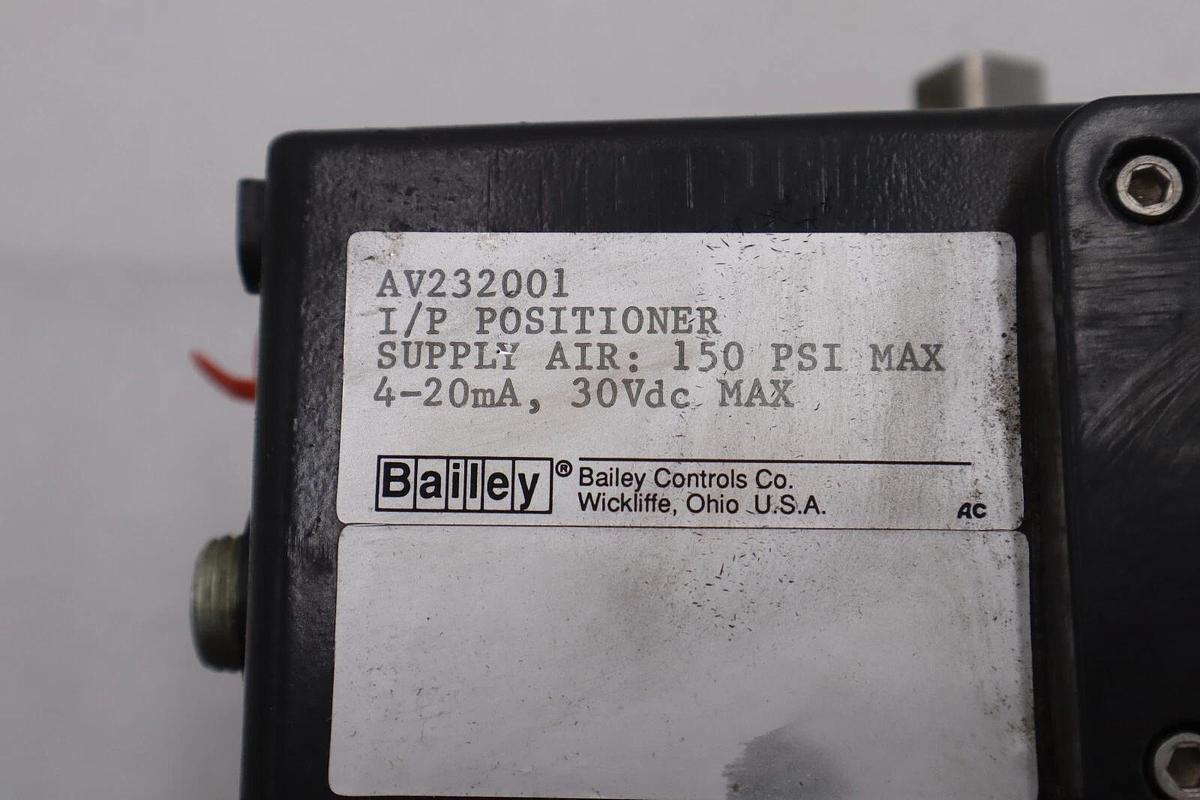 AV232001
I/P POSITIONER
SUPPLY AIR: 150 PSI MAX
4-20mA, 30Vdc MAX
Bailey® Bailey Controls Co.
Wickliffe, Ohio U.S.A.
AC